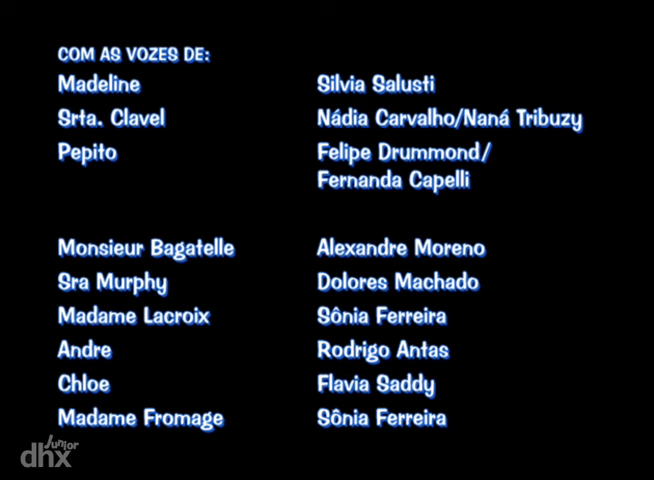 COM AS VOZES DE:
Madeline Silvia Salusti
Srta. Clavel Nádia Carvalho/Naná Tribuzy
Pepito Felipe Drummond/
Fernanda Capelli
Monsieur Bagatelle Alexandre Moreno
Sra Murphy Dolores Machado
Madame Lacroix Sônia Ferreira
Andre Rodrigo Antas
Chloe Flavia Saddy
Madame Fromage Sônia Ferreira
dhx Junior